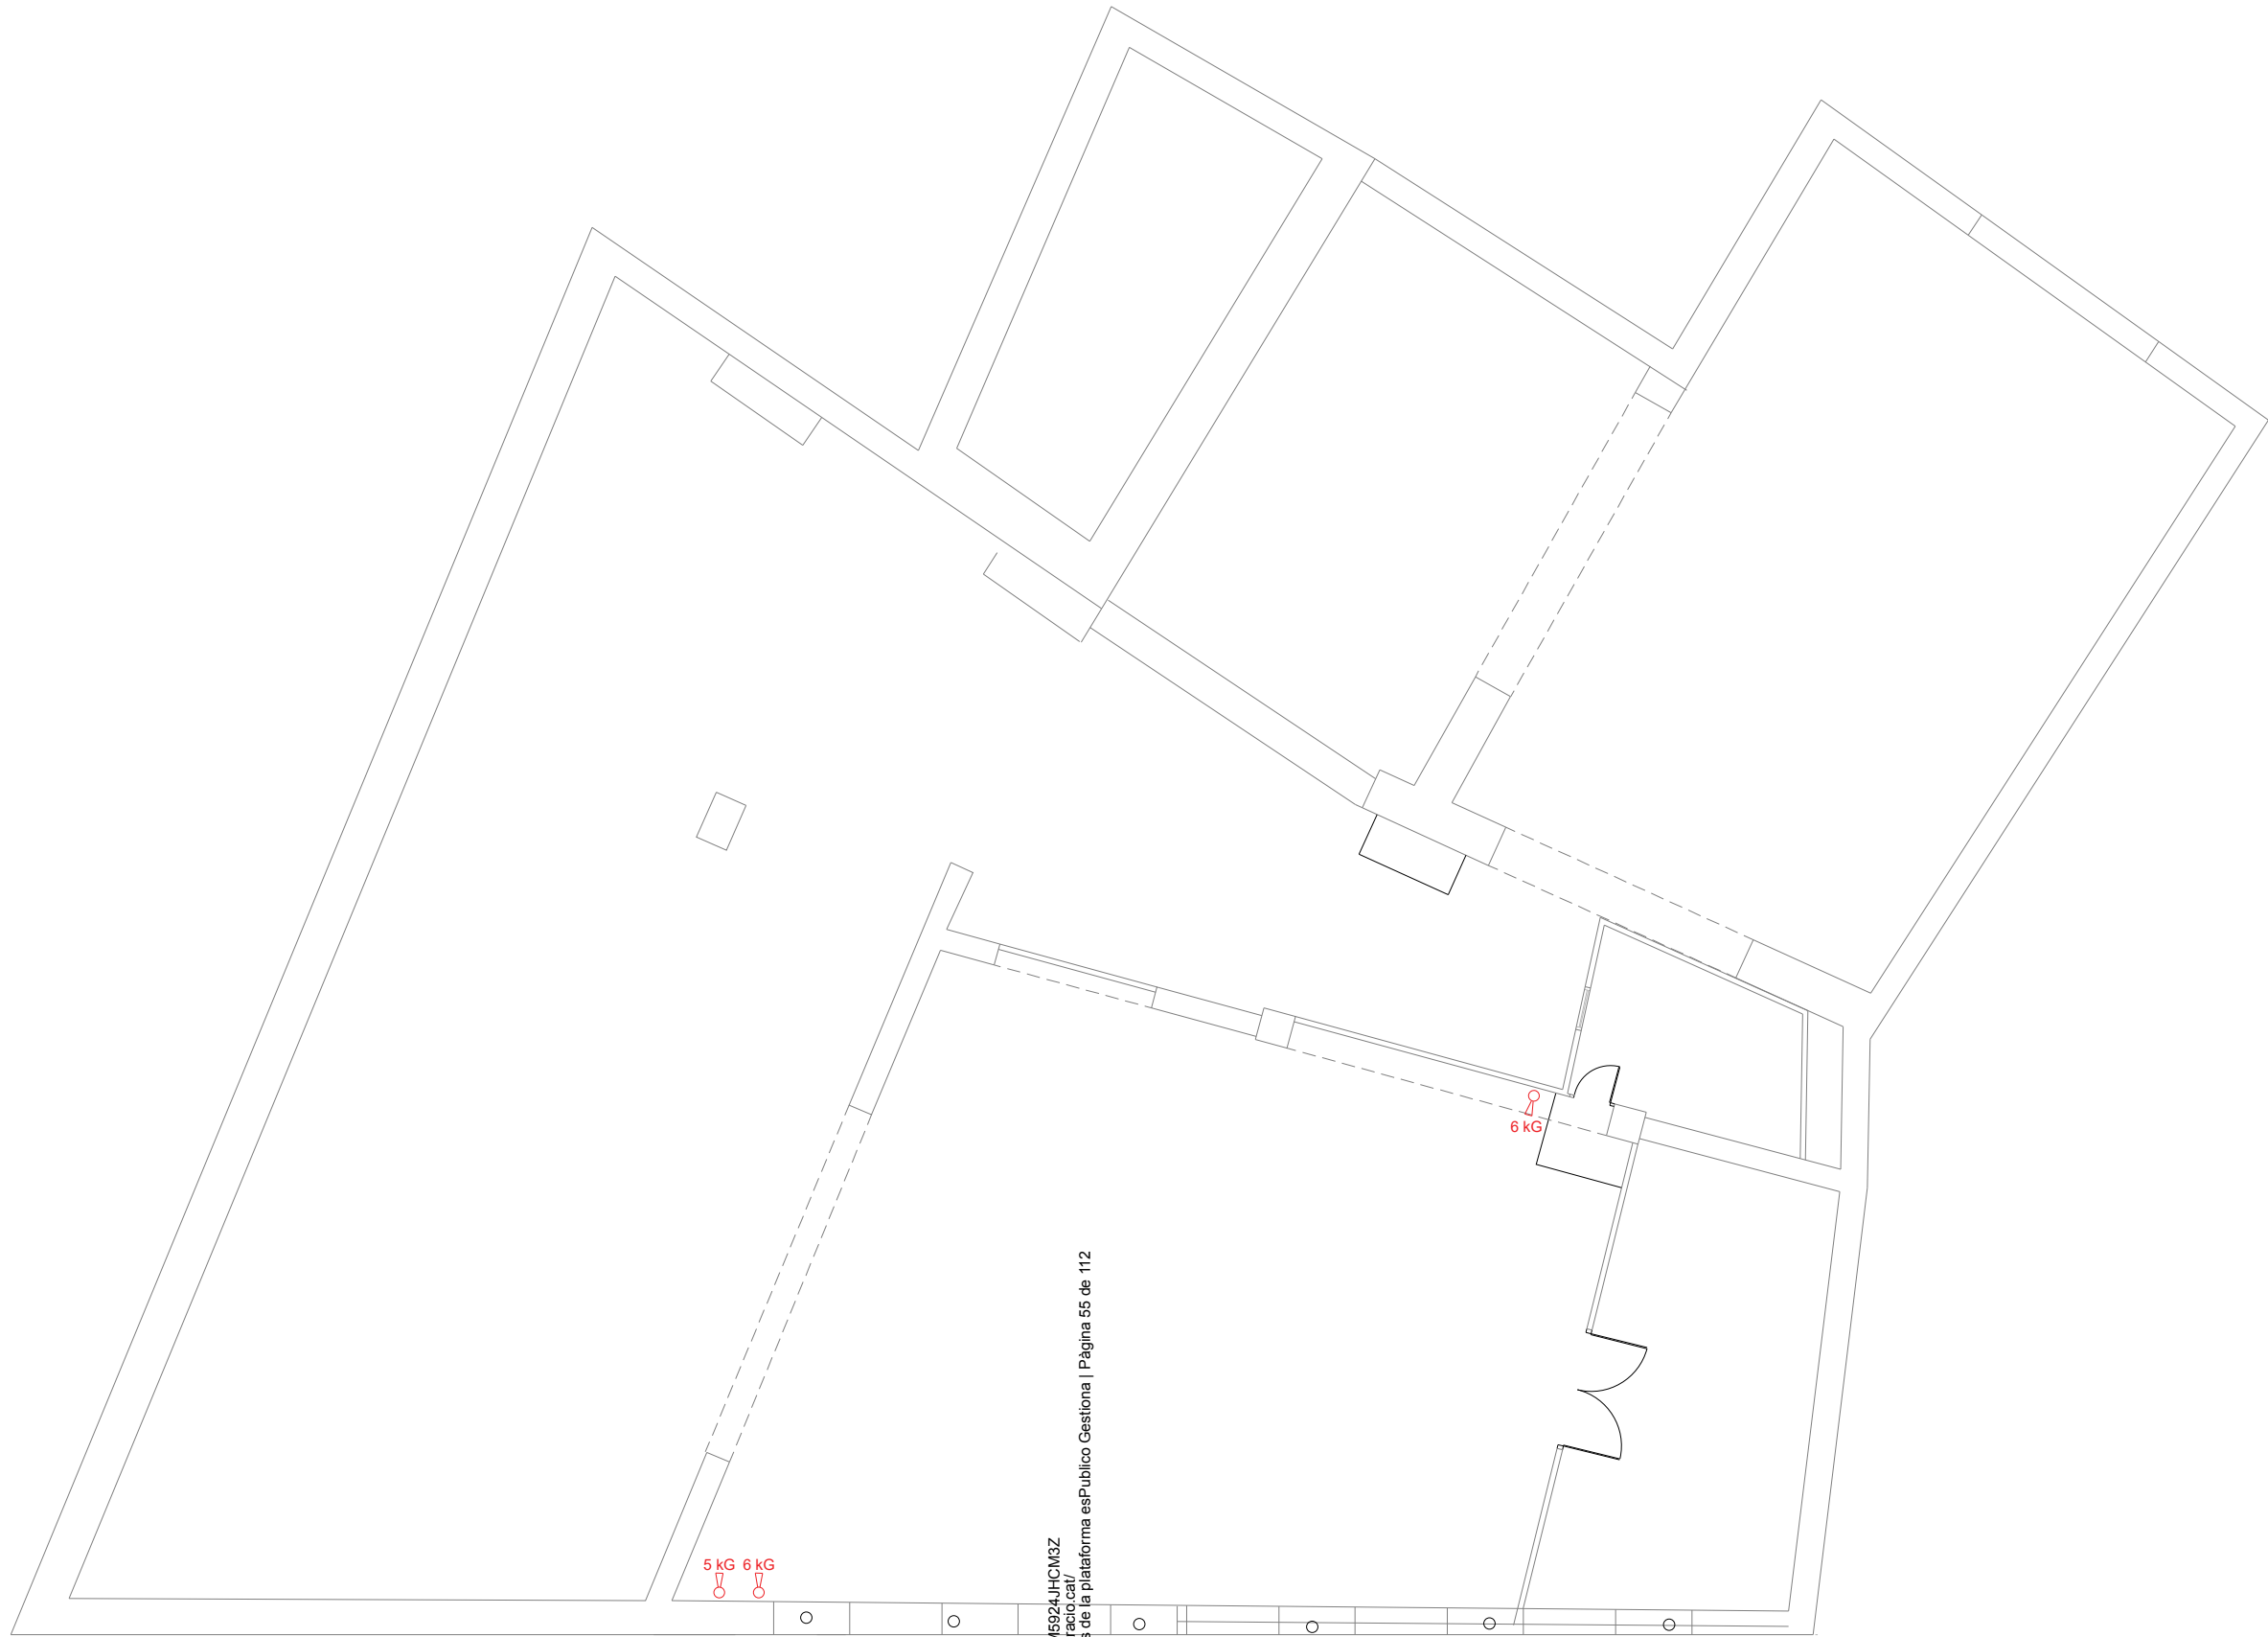 6 kG
5 kG 6 kG
M5924JHCM3Z
racio.cat/
s de la plataforma esPublico Gestiona | Pàgina 55 de 112